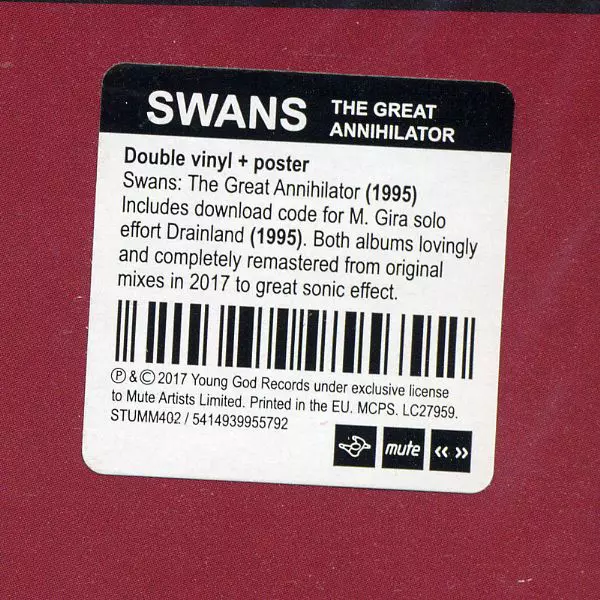 SWANS THE GREAT ANNIHILATOR
Double vinyl + poster
Swans: The Great Annihilator (1995)
Includes download code for M. Gira solo
effort Drainland (1995). Both albums lovingly
and completely remastered from original
mixes in 2017 to great sonic effect.
Ⓟ & © 2017 Young God Records under exclusive license
to Mute Artists Limited. Printed in the EU. MCPS. LC27959.
STUMM402 / 5414939955792
mute